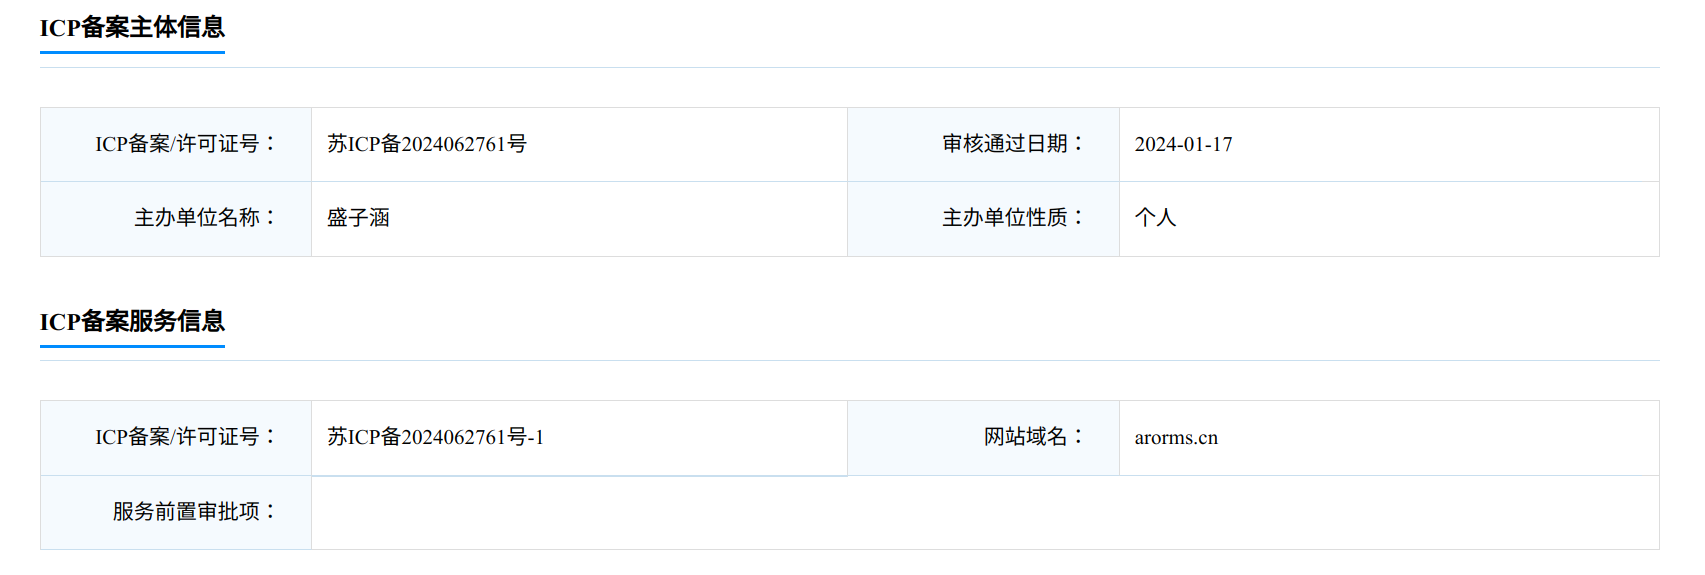 ICP备案主体信息
ICP备案/许可证号： 苏ICP备2024062761号 审核通过日期： 2024-01-17
主办单位名称： 盛子涵 主办单位性质： 个人
ICP备案服务信息
ICP备案/许可证号： 苏ICP备2024062761号-1 网站域名： arorms.cn
服务前置审批项：